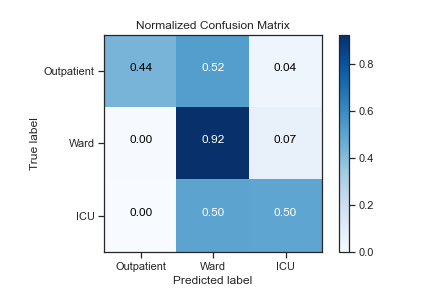 Normalized Confusion Matrix
Outpatient 0.44 0.52 0.04
Ward 0.00 0.92 0.07
ICU 0.00 0.50 0.50
Outpatient Ward ICU
Predicted label
True label
0.8
0.6
0.4
0.2
0.0